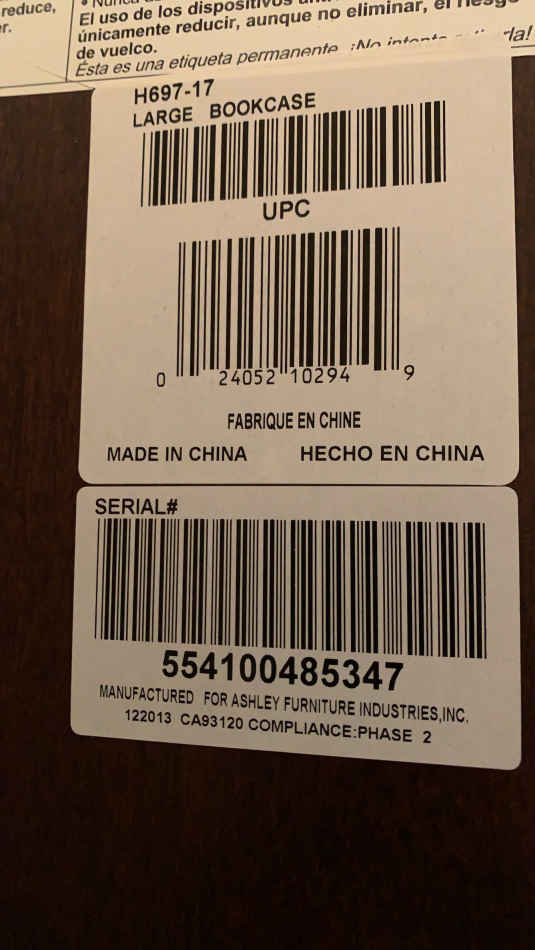 reduce,
El uso de los dispositivos
únicamente reducir, aunque no eliminar, el riesgo
de vuelco.
Ésta es una etiqueta permanente. ¡No intente
H697-17
LARGE BOOKCASE
UPC
0 24052 10294 9
FABRIQUE EN CHINE
MADE IN CHINA HECHO EN CHINA
SERIAL#
554100485347
MANUFACTURED FOR ASHLEY FURNITURE INDUSTRIES,INC.
122013 CA93120 COMPLIANCE:PHASE 2